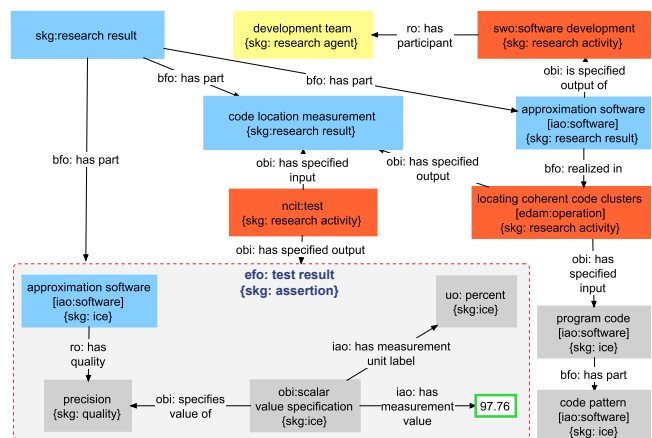 skg:research result
development team
{skg: research agent}
ro: has
participant
swo:software development
{skg: research activity}
bfo: has part
bfo: has part
obi: is specified
output of
code location measurement
{skg:research result}
approximation software
[iao:software]
{skg: research result}
bfo: has part
obi: has specified
input
obi: has specified
output
bfo: realized in
ncit:test
{skg: research activity}
locating coherent code clusters
[edam:operation]
{skg: research activity}
obi: has specified output
efo: test result
{skg: assertion}
obi: has
specified
input
approximation software
[iao:software]
{skg: ice}
uo: percent
{skg:ice}
program code
[iao:software]
{skg: ice}
ro: has
quality
iao: has measurement
unit label
bfo: has part
precision
{skg: quality}
obi: specifies
value of
obi:scalar
value specification
{skg:ice}
iao: has
measurement
value
97.76
code pattern
[iao:software]
{skg: ice}